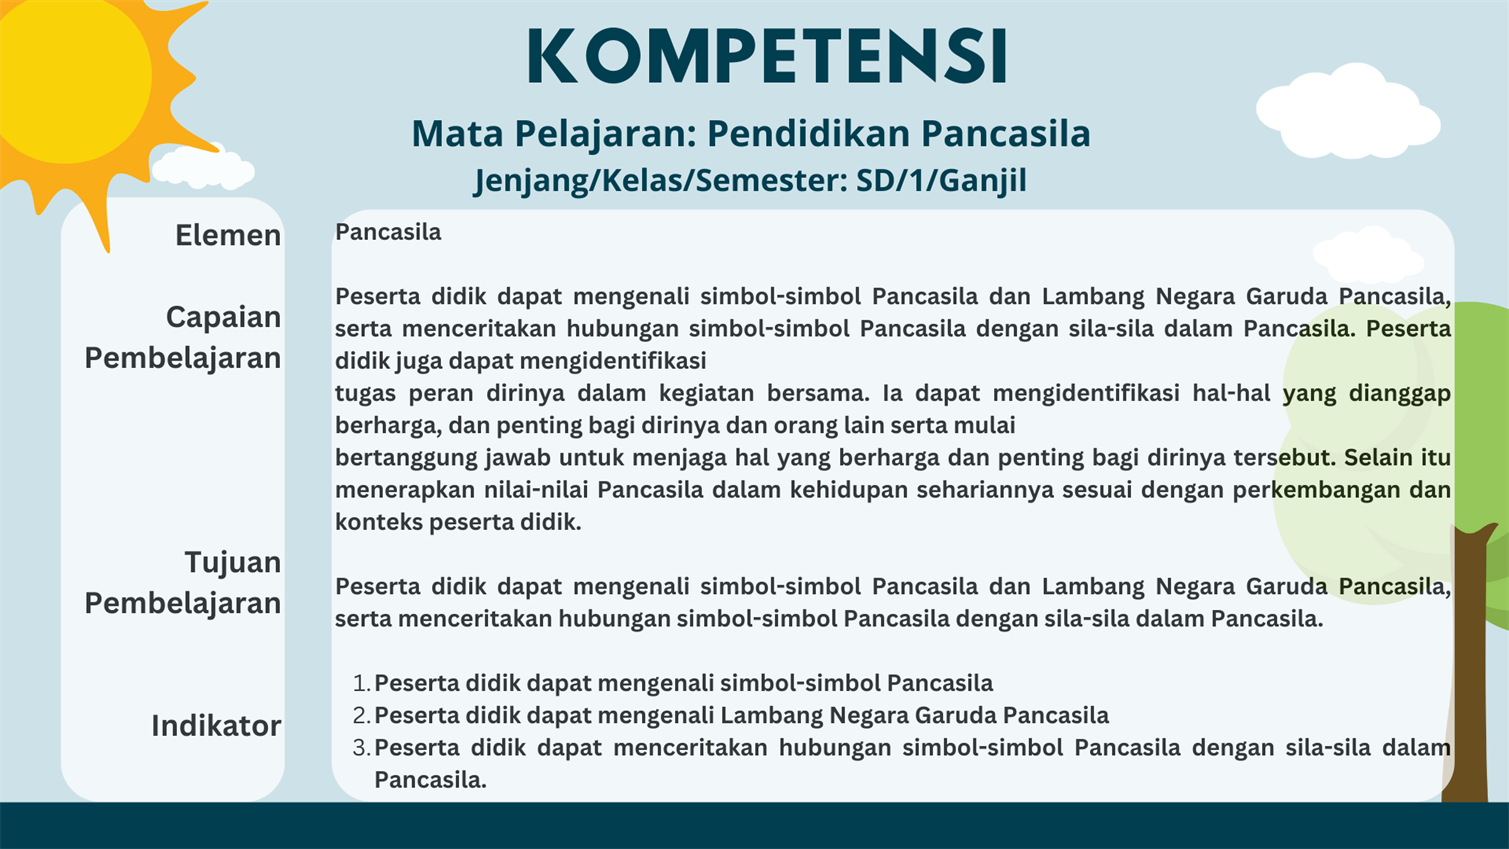 KOMPETENSI
Mata Pelajaran: Pendidikan Pancasila
Jenjang/Kelas/Semester: SD/1/Ganjil
Elemen
Pancasila
Capaian
Pembelajaran
Peserta didik dapat mengenali simbol-simbol Pancasila dan Lambang Negara Garuda Pancasila,
serta menceritakan hubungan simbol-simbol Pancasila dengan sila-sila dalam Pancasila. Peserta
didik juga dapat mengidentifikasi
tugas peran dirinya dalam kegiatan bersama. Ia dapat mengidentifikasi hal-hal yang dianggap
berharga, dan penting bagi dirinya dan orang lain serta mulai
bertanggung jawab untuk menjaga hal yang berharga dan penting bagi dirinya tersebut. Selain itu
menerapkan nilai-nilai Pancasila dalam kehidupan sehariannya sesuai dengan perkembangan dan
konteks peserta didik.
Tujuan
Pembelajaran
Peserta didik dapat mengenali simbol-simbol Pancasila dan Lambang Negara Garuda Pancasila,
serta menceritakan hubungan simbol-simbol Pancasila dengan sila-sila dalam Pancasila.
Indikator
1. Peserta didik dapat mengenali simbol-simbol Pancasila
2. Peserta didik dapat mengenali Lambang Negara Garuda Pancasila
3. Peserta didik dapat menceritakan hubungan simbol-simbol Pancasila dengan sila-sila dalam
Pancasila.